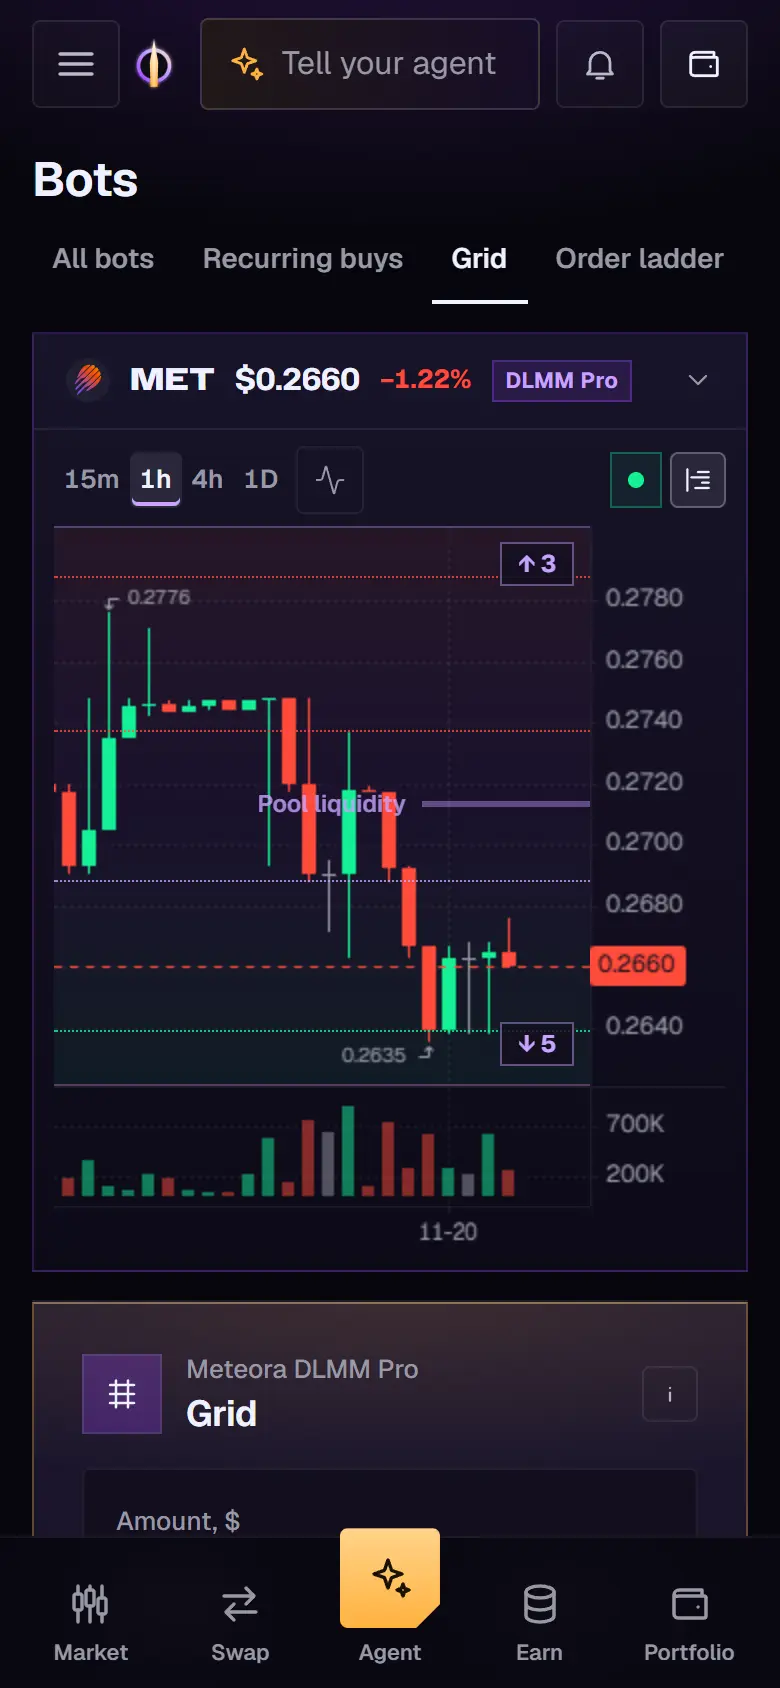 Tell your agent
Bots
All bots Recurring buys Grid Order ladder
MET $0.2660 −1.22% DLMM Pro
15m 1h 4h 1D
↑ 3
0.2776
0.2780
0.2760
0.2740
0.2720
Pool liquidity
0.2700
0.2680
0.2660
0.2640
↓ 5
0.2635
700K
200K
11-20
Meteora DLMM Pro
Grid
i
Amount, $
Market Swap Agent Earn Portfolio